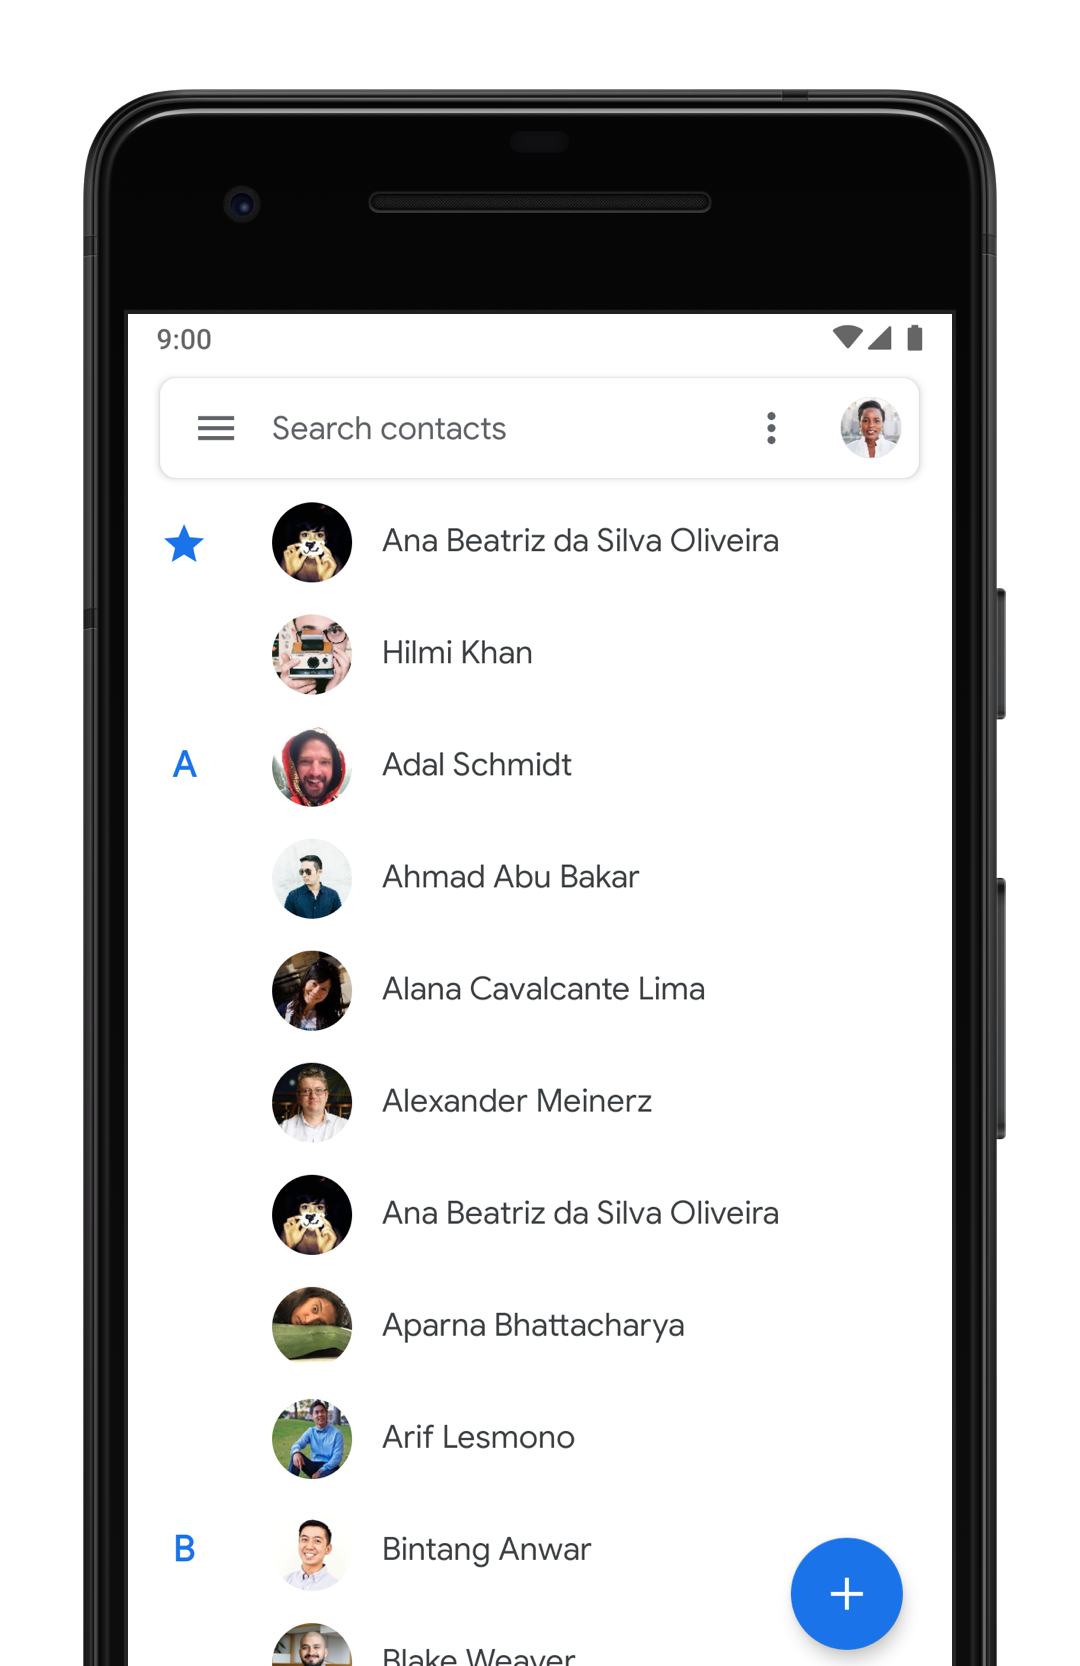 9:00
Search contacts
Ana Beatriz da Silva Oliveira
Hilmi Khan
A
Adal Schmidt
Ahmad Abu Bakar
Alana Cavalcante Lima
Alexander Meinerz
Ana Beatriz da Silva Oliveira
Aparna Bhattacharya
Arif Lesmono
B
Bintang Anwar
Blake Weaver